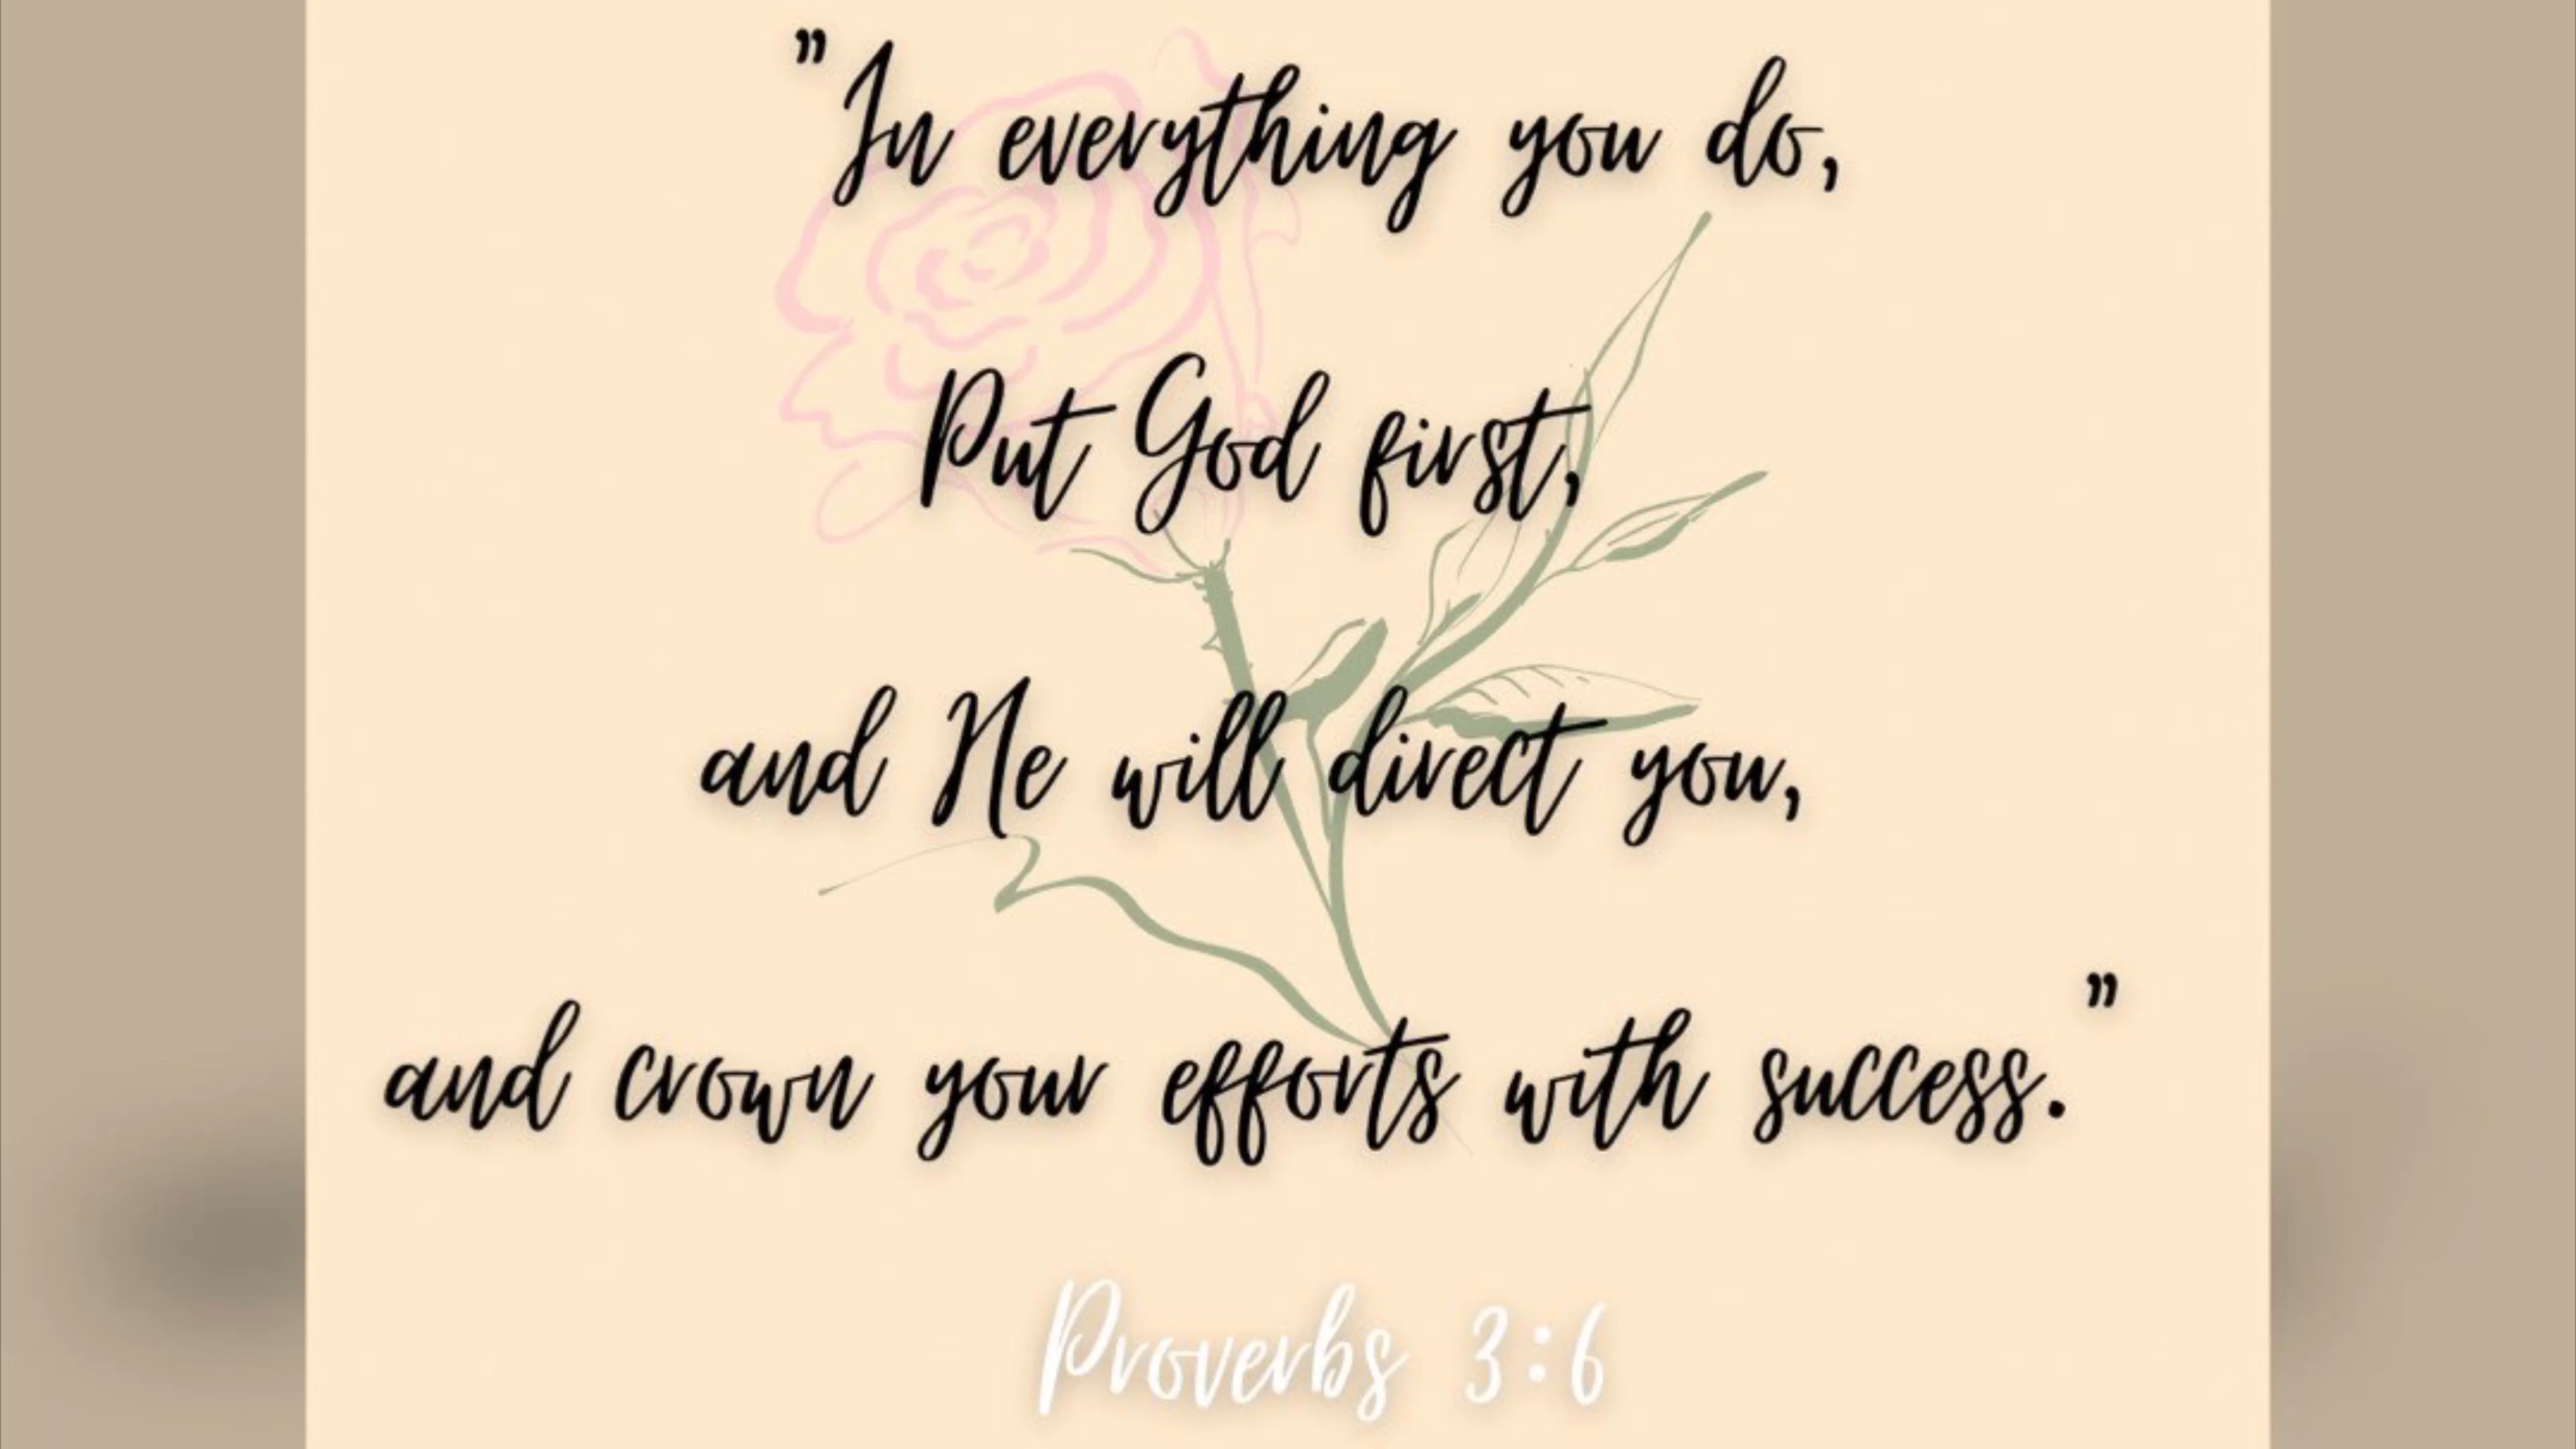 "In everything you do,
Put God first,
and He will direct you,
and crown your efforts with success."
Proverbs 3:6